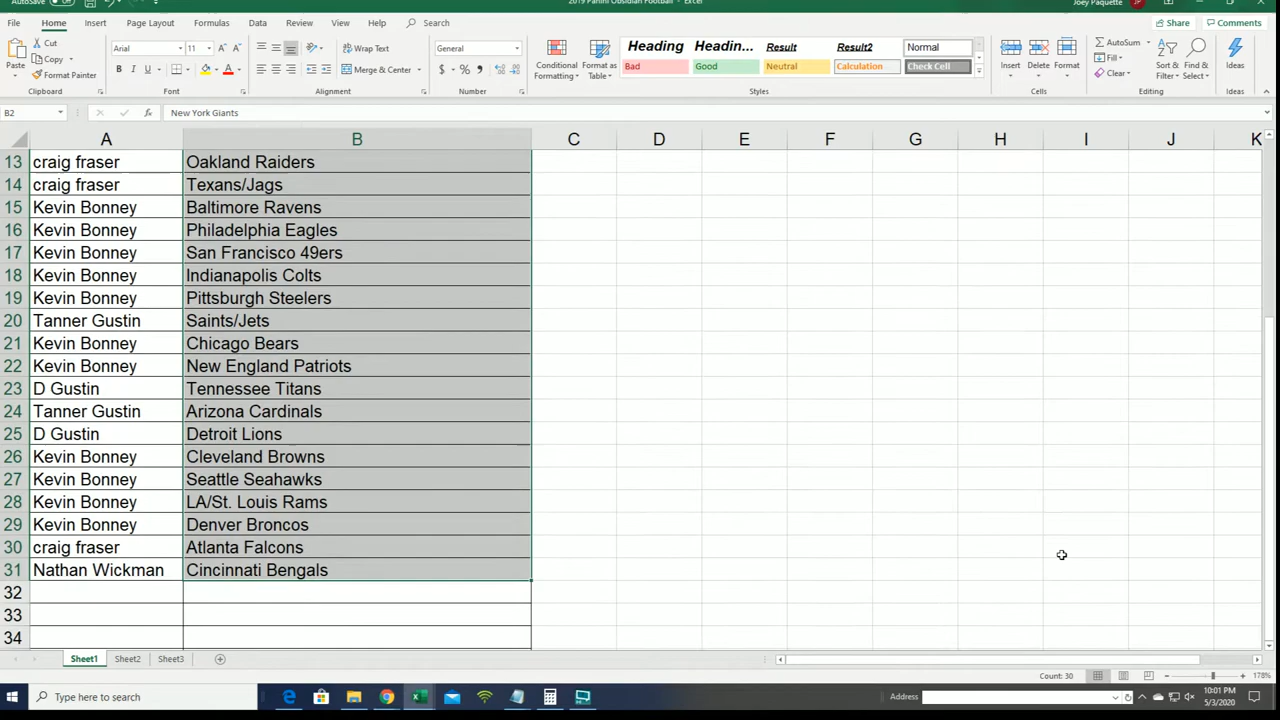 AutoSave Off 2019 Panini Obsidian Football - Excel Joey Paquette JP
File Home Insert Page Layout Formulas Data Review View Help Search Share Comments
Paste Cut Copy Format Painter
Arial 11 Wrap Text General
B I U A Merge & Center $ % ,
Conditional Formatting Format as Table
Heading Headin... Result Result2 Normal
Bad Good Neutral Calculation Check Cell
Insert Delete Format
AutoSum Fill Clear Sort & Filter Find & Select Ideas
Clipboard Font Alignment Number Styles Cells Editing Ideas
B2 fx New York Giants
A B C D E F G H I J K
13 craig fraser Oakland Raiders
14 craig fraser Texans/Jags
15 Kevin Bonney Baltimore Ravens
16 Kevin Bonney Philadelphia Eagles
17 Kevin Bonney San Francisco 49ers
18 Kevin Bonney Indianapolis Colts
19 Kevin Bonney Pittsburgh Steelers
20 Tanner Gustin Saints/Jets
21 Kevin Bonney Chicago Bears
22 Kevin Bonney New England Patriots
23 D Gustin Tennessee Titans
24 Tanner Gustin Arizona Cardinals
25 D Gustin Detroit Lions
26 Kevin Bonney Cleveland Browns
27 Kevin Bonney Seattle Seahawks
28 Kevin Bonney LA/St. Louis Rams
29 Kevin Bonney Denver Broncos
30 craig fraser Atlanta Falcons
31 Nathan Wickman Cincinnati Bengals
32
33
34
Sheet1 Sheet2 Sheet3
Count: 30 178%
Type here to search Address 10:01 PM
5/3/2020